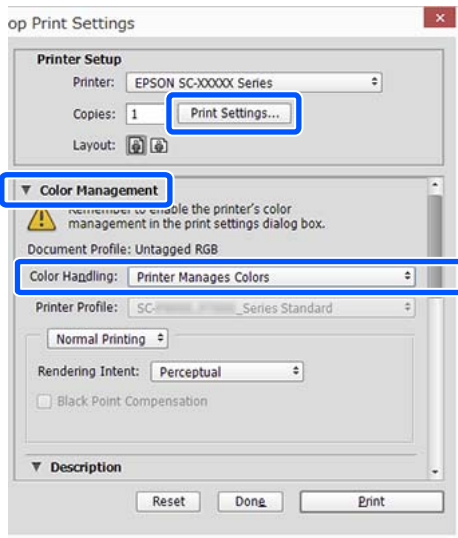 op Print Settings
Printer Setup
Printer: EPSON SC-XXXXX Series
Copies: 1 Print Settings...
Layout:
Color Management
Remember to enable the printer's color
management in the print settings dialog box.
Document Profile: Untagged RGB
Color Handling: Printer Manages Colors
Printer Profile: SC- _Series Standard
Normal Printing
Rendering Intent: Perceptual
Black Point Compensation
Description
Reset Done Print